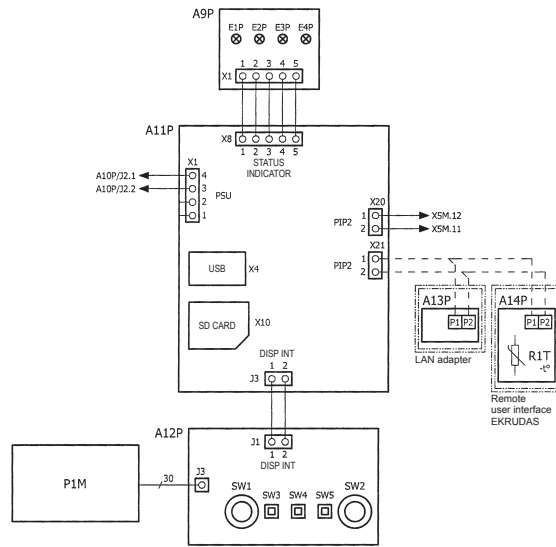 A9P
E1P E2P E3P E4P
1 2 3 4 5
X1
A11P
X8
1 2 3 4 5
STATUS
INDICATOR
X1
A10P/J2.1
4
A10P/J2.2
3
PSU
2
1
X20
PIP2
1
X5M.12
2
X5M.11
X21
PIP2
1
2
USB
X4
SD CARD
X10
A13P
P1 P2
LAN adapter
A14P
P1 P2
R1T
-t°
Remote
user interface
EKRUDAS
DISP INT
1 2
J3
A12P
J1
1 2
DISP INT
P1M
30
J3
SW1
SW3 SW4 SW5
SW2